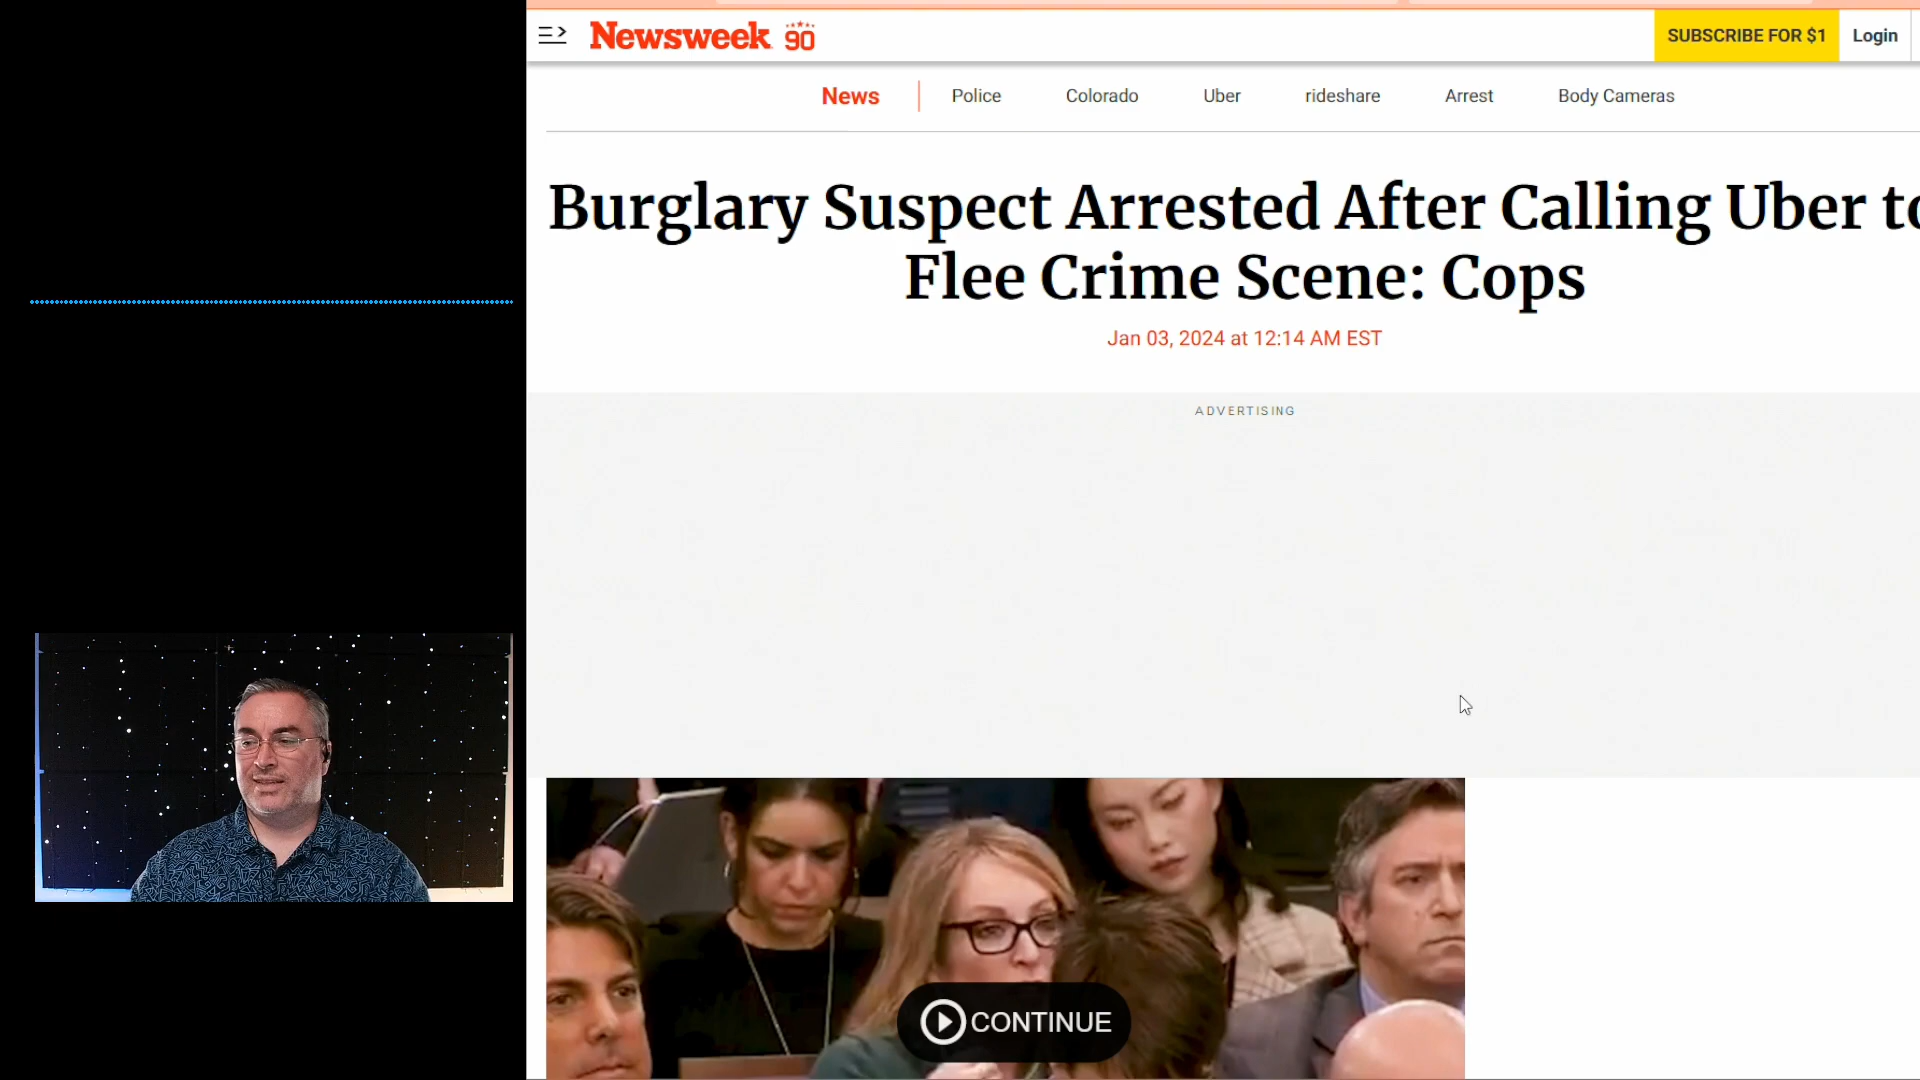 Newsweek 90
SUBSCRIBE FOR $1
Login
News
Police
Colorado
Uber
rideshare
Arrest
Body Cameras
Burglary Suspect Arrested After Calling Uber to
Flee Crime Scene: Cops
Jan 03, 2024 at 12:14 AM EST
ADVERTISING
CONTINUE